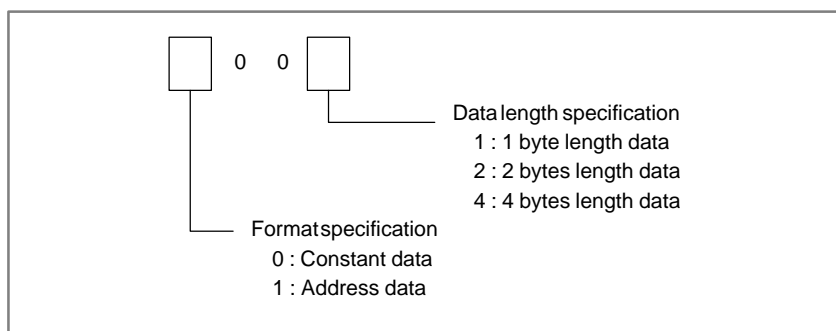 0 0
Data length specification
1 : 1 byte length data
2 : 2 bytes length data
4 : 4 bytes length data
Format specification
0 : Constant data
1 : Address data